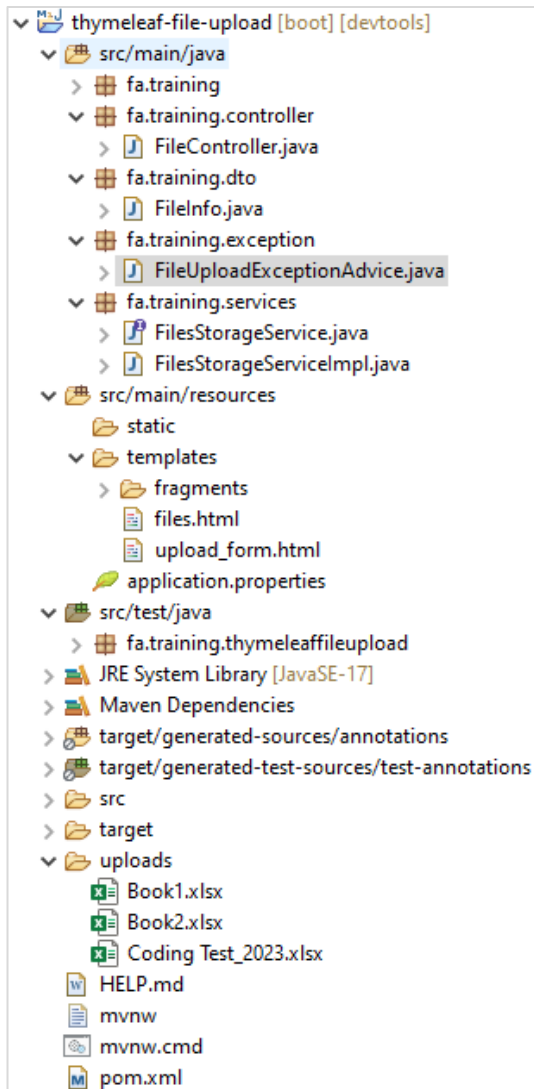 thymeleaf-file-upload [boot] [devtools]
src/main/java
fa.training
fa.training.controller
FileController.java
fa.training.dto
FileInfo.java
fa.training.exception
FileUploadExceptionAdvice.java
fa.training.services
FilesStorageService.java
FilesStorageServiceImpl.java
src/main/resources
static
templates
fragments
files.html
upload_form.html
application.properties
src/test/java
fa.training.thymeleaffileupload
JRE System Library [JavaSE-17]
Maven Dependencies
target/generated-sources/annotations
target/generated-test-sources/test-annotations
src
target
uploads
Book1.xlsx
Book2.xlsx
Coding Test_2023.xlsx
HELP.md
mvnw
mvnw.cmd
pom.xml